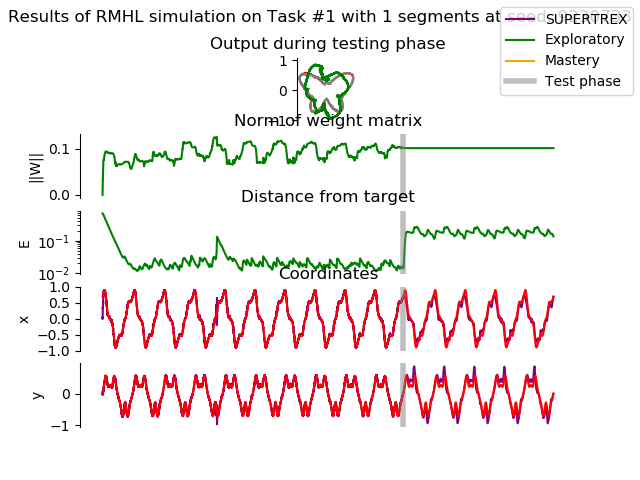 Results of RMHL simulation on Task #1 with 1 segments at
SUPERTREX
Exploratory
Mastery
Test phase
Output during testing phase
1
0
−1
Norm of weight matrix
||W||
0.1
0.0
Distance from target
E
10⁻¹
10⁻²
Coordinates
x
1.0
0.5
0.0
−0.5
−1.0
y
0
−1